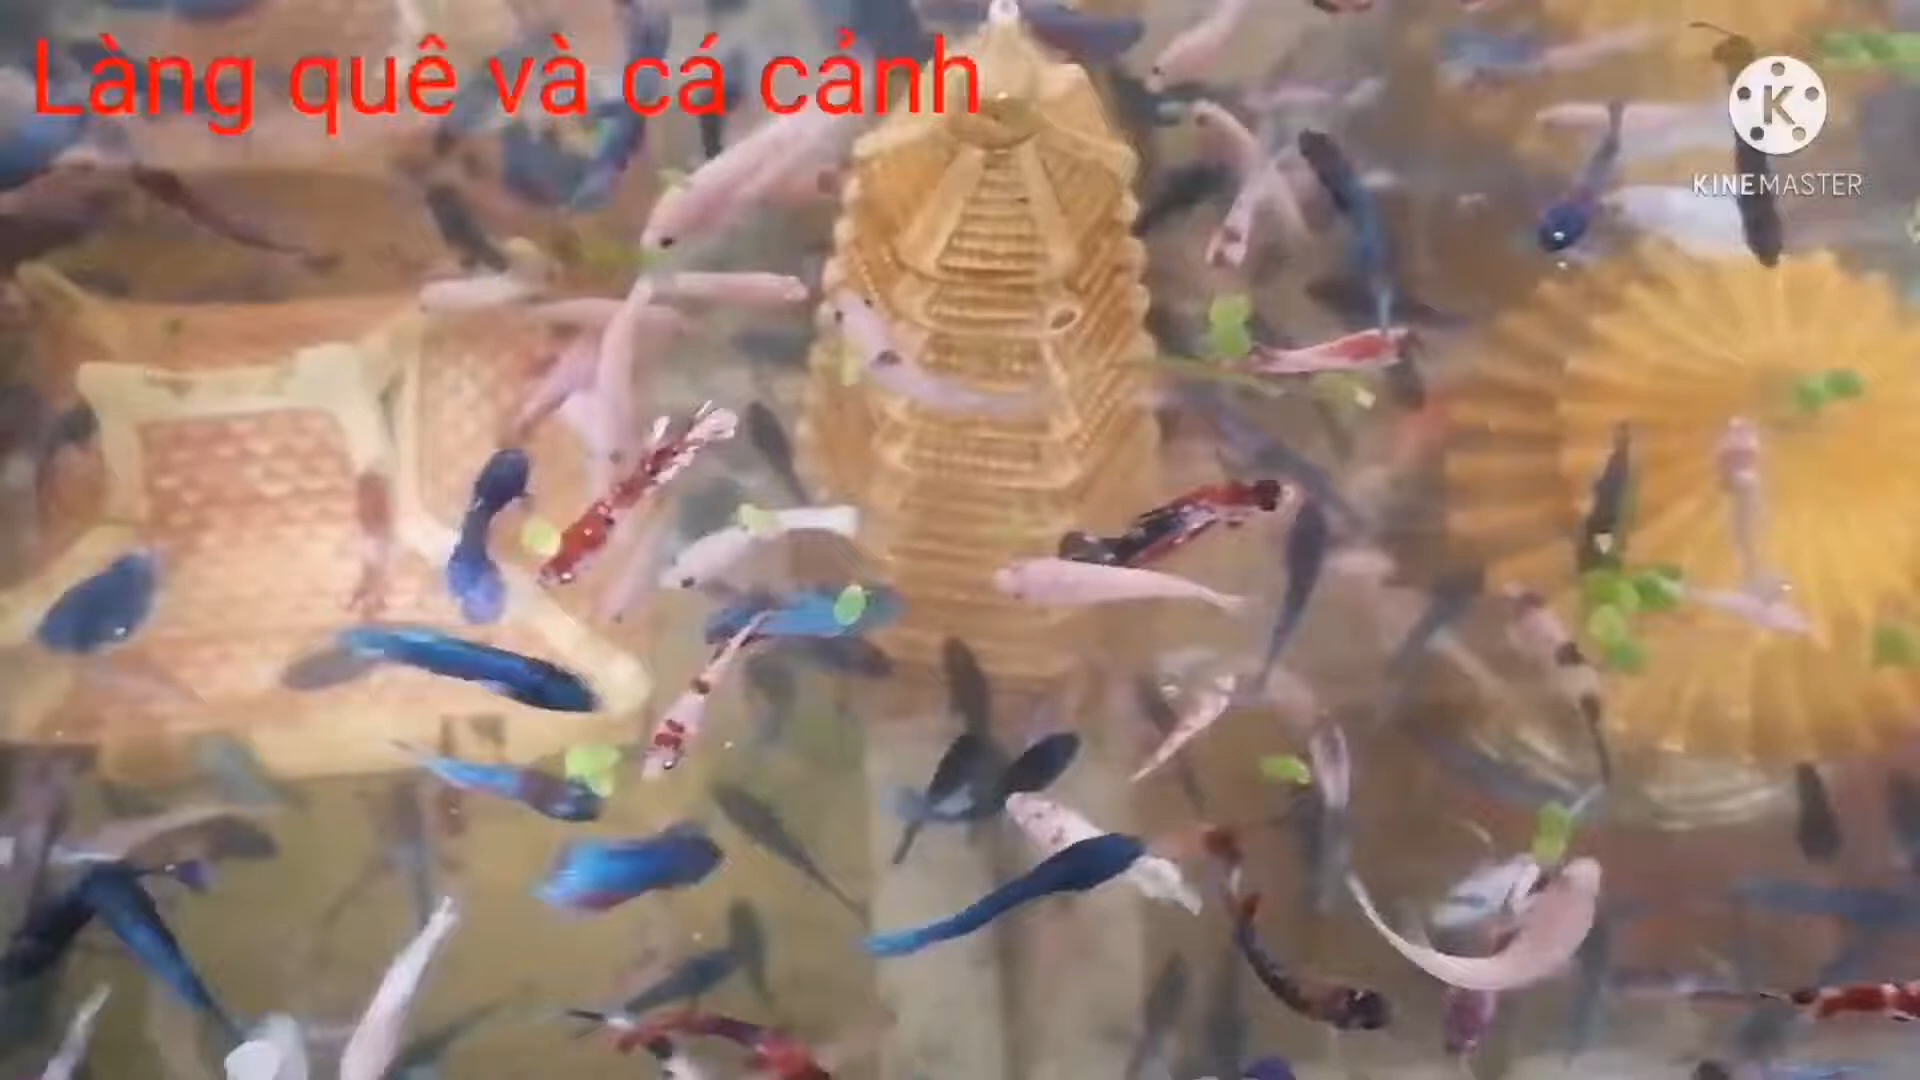 Làng quê và cá cảnh
K
KINEMASTER